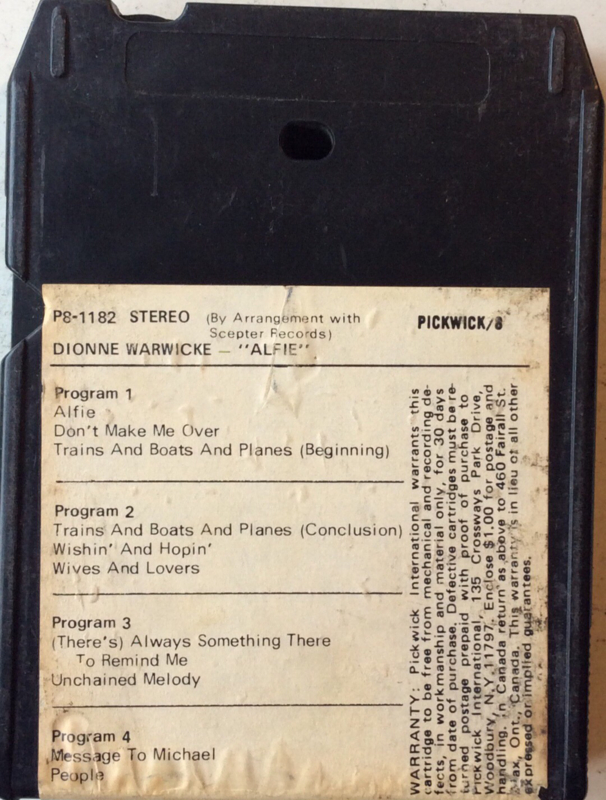 P8-1182 STEREO (By Arrangement with
Scepter Records)
PICKWICK/8
DIONNE WARWICKE — "ALFIE"
Program 1
Alfie
Don't Make Me Over
Trains And Boats And Planes (Beginning)
Program 2
Trains And Boats And Planes (Conclusion)
Wishin' And Hopin'
Wives And Lovers
Program 3
(There's) Always Something There
To Remind Me
Unchained Melody
Program 4
Message To Michael
People
WARRANTY: Pickwick International warrants this
cartridge to be free from mechanical and recording de-
fects, in workmanship and material only, for 30 days
from date of purchase. Defective cartridges must be re-
turned postage prepaid with proof of purchase to
Pickwick International, 135 Crossways Park Drive,
Woodbury, N.Y. 11797. Enclose $1.00 for postage and
handling. In Canada return as above to 460 Fairall St.
Ont., Canada. This warranty is in lieu of all other
expressed or implied guarantees.